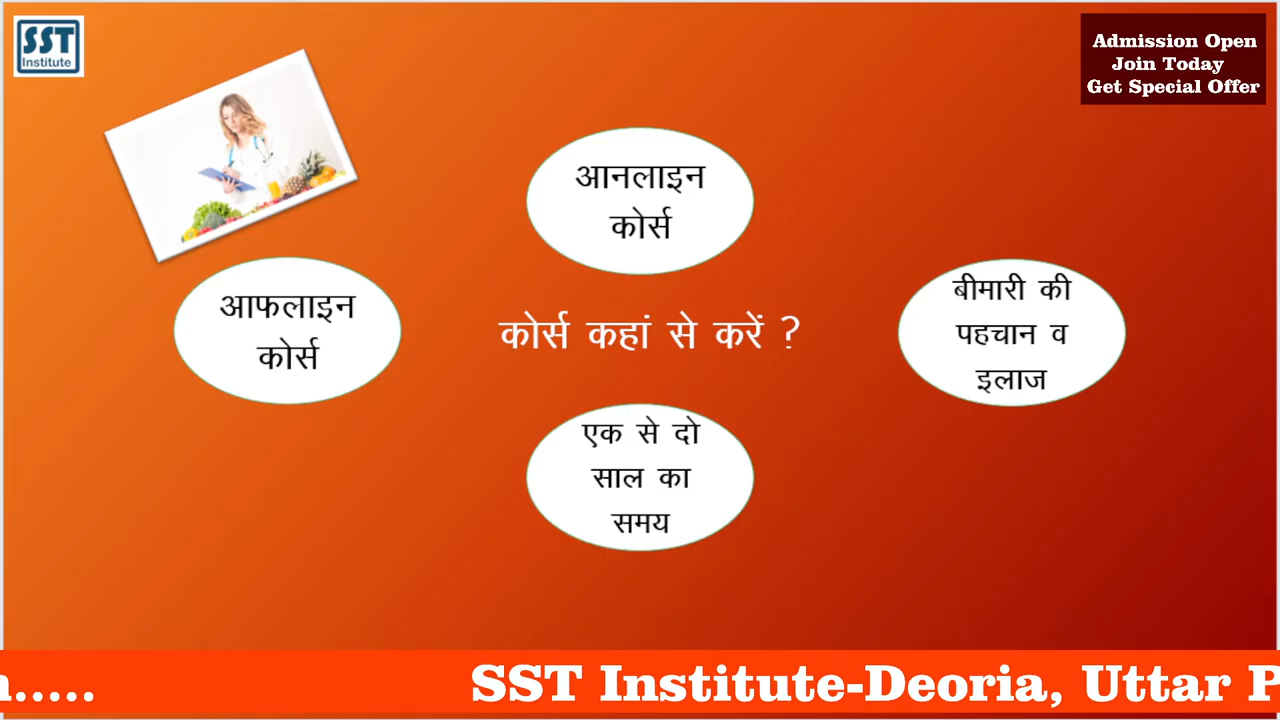 SST
Institute
Admission Open
Join Today
Get Special Offer
आनलाइन
कोर्स
आफलाइन
कोर्स
कोर्स कहां से करें ?
बीमारी की
पहचान व
इलाज
एक से दो
साल का
समय
..... SST Institute-Deoria, Uttar